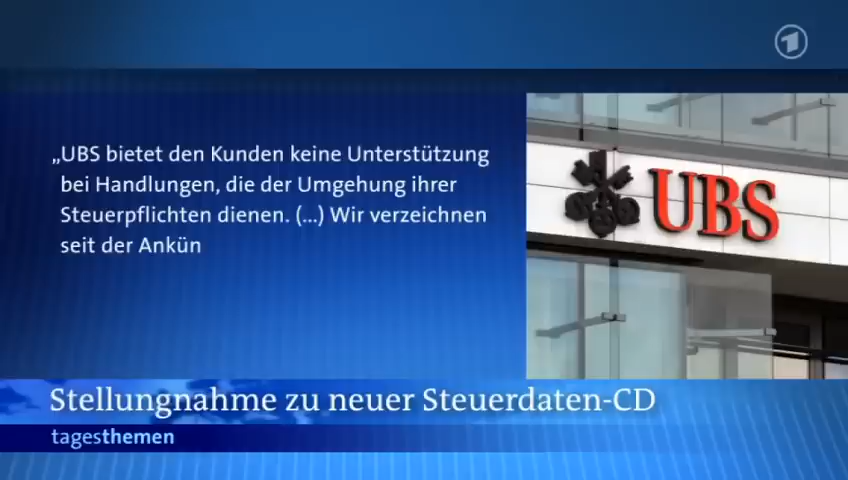 1
„UBS bietet den Kunden keine Unterstützung
bei Handlungen, die der Umgehung ihrer
Steuerpflichten dienen. (...) Wir verzeichnen
seit der Ankün
UBS
Stellungnahme zu neuer Steuerdaten-CD
tagesthemen